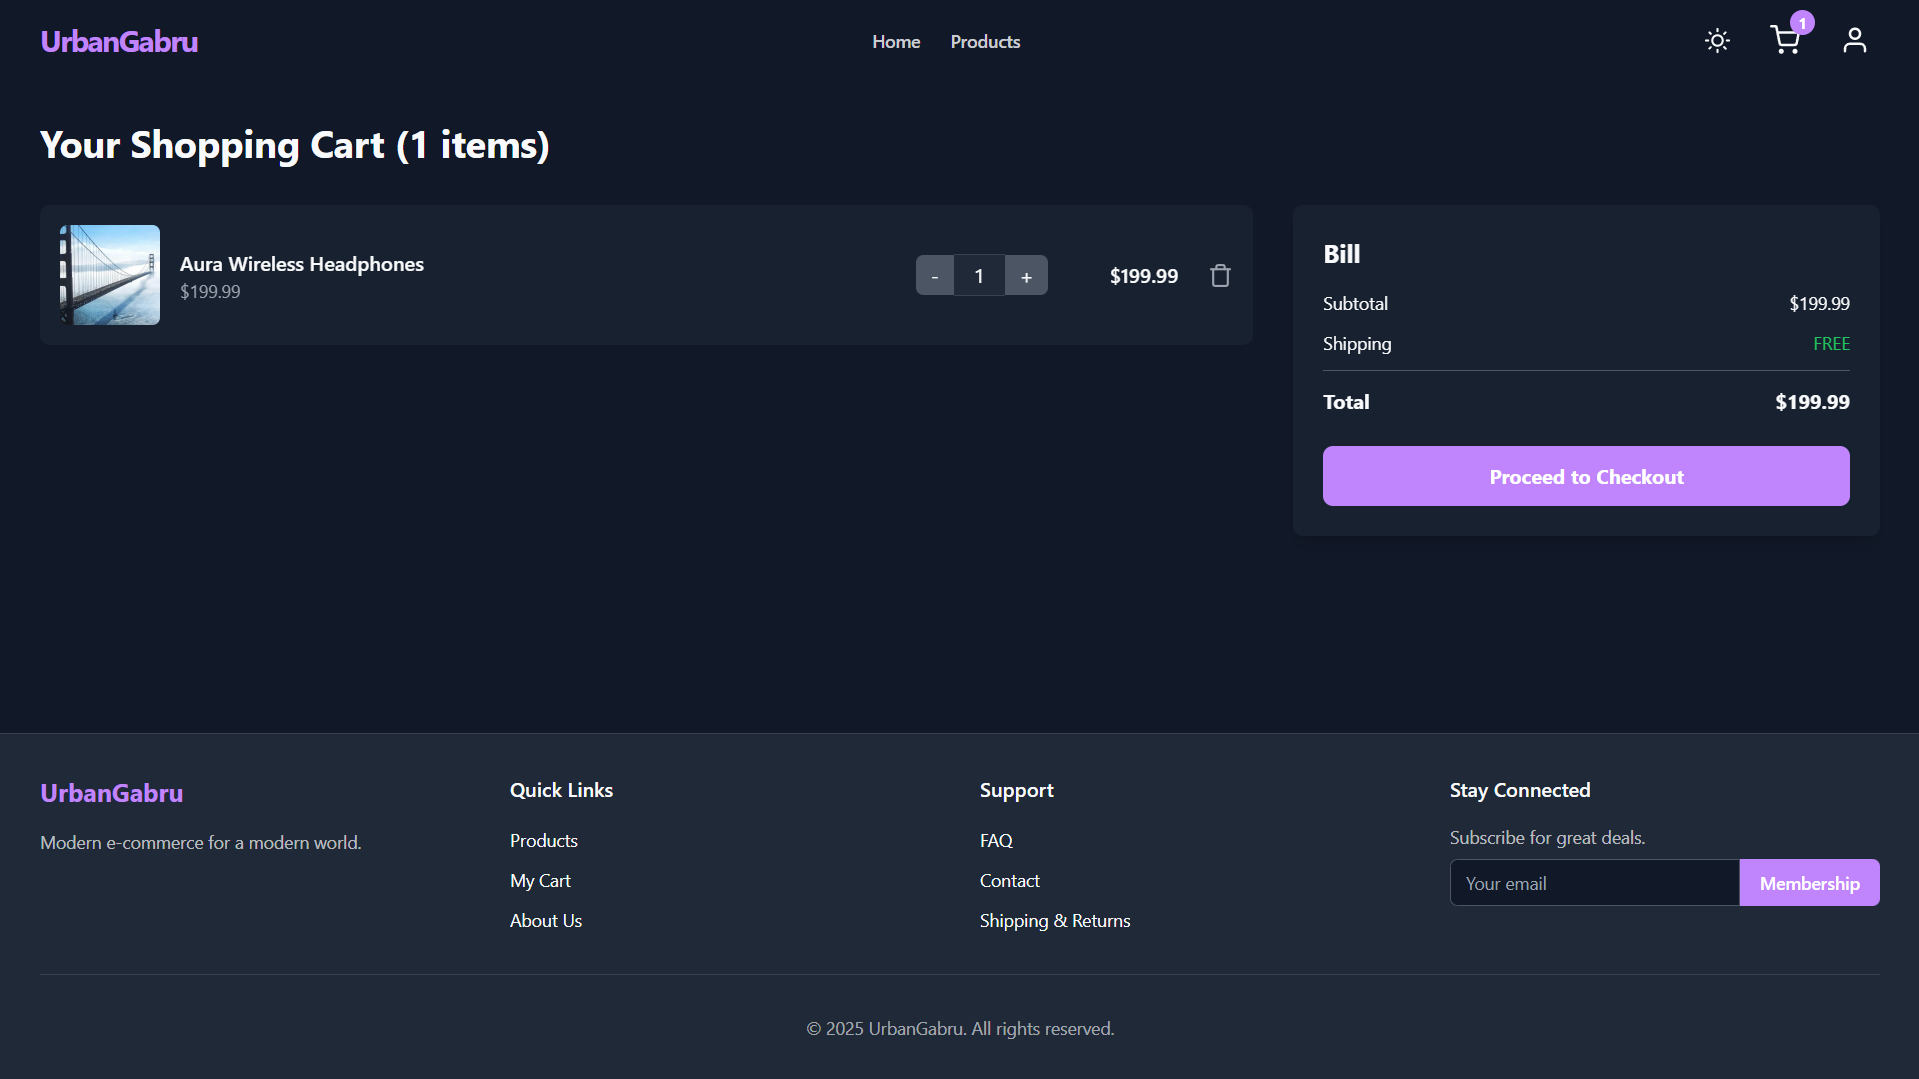 UrbanGabru
Home
Products
1
Your Shopping Cart (1 items)
Aura Wireless Headphones
$199.99
-
1
+
$199.99
Bill
Subtotal
$199.99
Shipping
FREE
Total
$199.99
Proceed to Checkout
UrbanGabru
Modern e-commerce for a modern world.
Quick Links
Products
My Cart
About Us
Support
FAQ
Contact
Shipping & Returns
Stay Connected
Subscribe for great deals.
Your email
Membership
© 2025 UrbanGabru. All rights reserved.